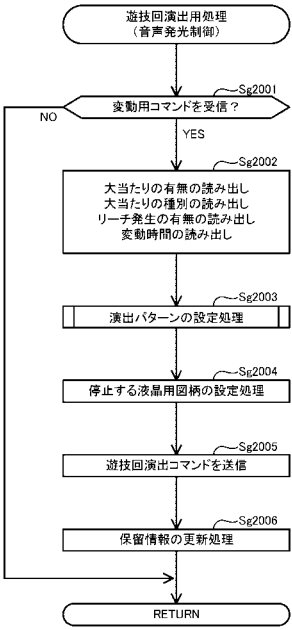 遊技回演出用処理
(音声発光制御)
Sg2001
変動用コマンドを受信?
NO
YES
Sg2002
大当たりの有無の読み出し
大当たりの種別の読み出し
リーチ発生の有無の読み出し
変動時間の読み出し
Sg2003
演出パターンの設定処理
Sg2004
停止する液晶用図柄の設定処理
Sg2005
遊技回演出コマンドを送信
Sg2006
保留情報の更新処理
RETURN